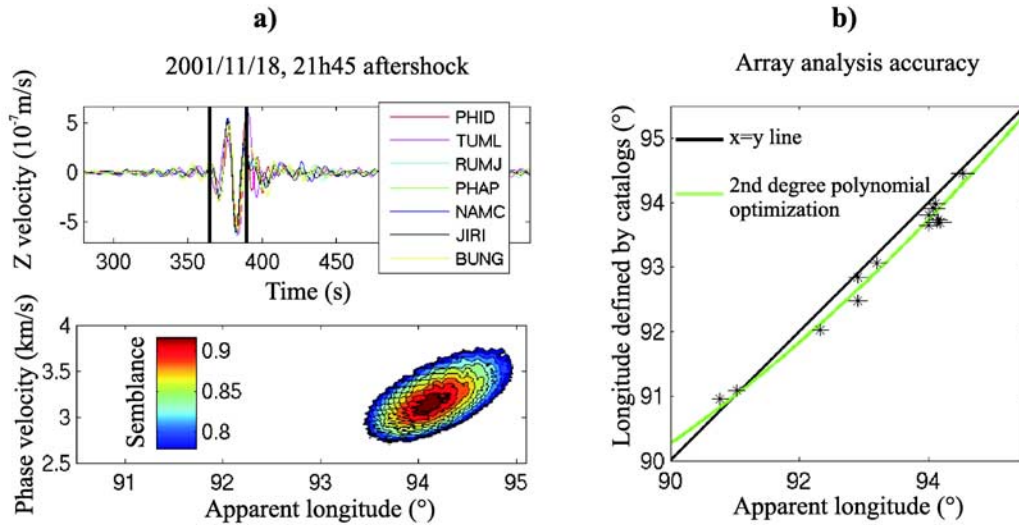 a)
2001/11/18, 21h45 aftershock
Z velocity (10⁻⁷m/s)
5
0
-5
PHID
TUML
RUMJ
PHAP
NAMC
JIRI
BUNG
300
350
400
450
Time (s)
Phase velocity (km/s)
4
3.5
3
2.5
Semblance
0.9
0.85
0.8
91
92
93
94
95
Apparent longitude (°)
b)
Array analysis accuracy
Longitude defined by catalogs (°)
95
94
93
92
91
90
x=y line
2nd degree polynomial
optimization
90
92
94
Apparent longitude (°)